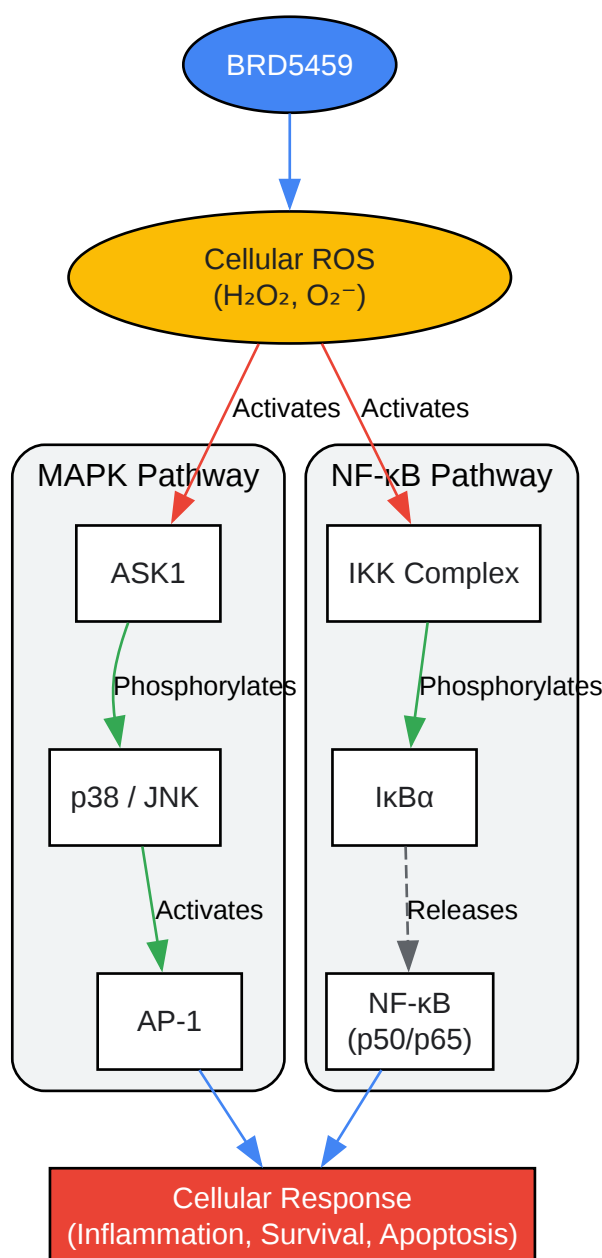 BRD5459
Cellular ROS
(H₂O₂, O₂⁻)
Activates
Activates
MAPK Pathway
NF-κB Pathway
ASK1
IKK Complex
Phosphorylates
Phosphorylates
p38 / JNK
IκBα
Activates
Releases
AP-1
NF-κB
(p50/p65)
Cellular Response
(Inflammation, Survival, Apoptosis)